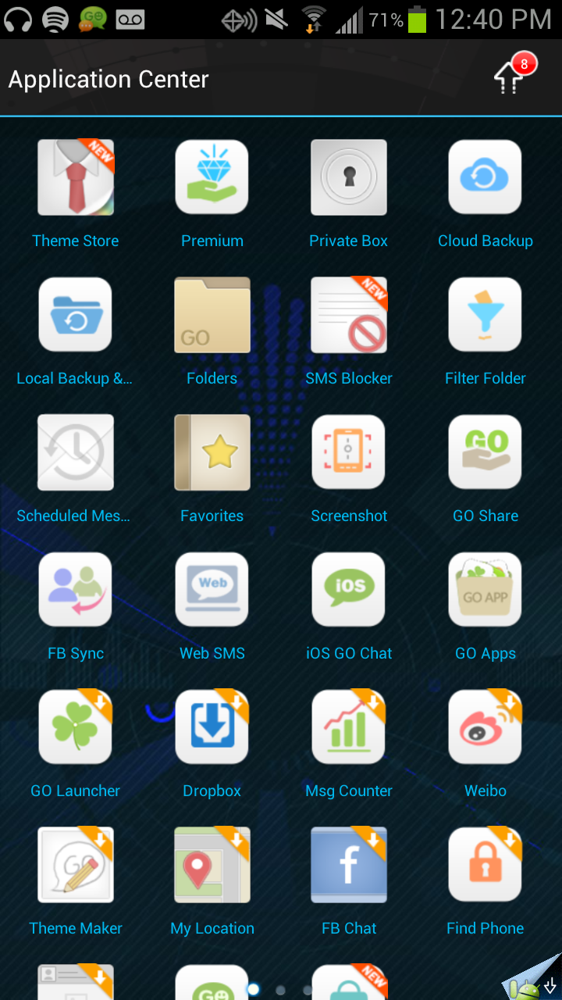 71% 12:40 PM
Application Center
8
NEW
Theme Store Premium Private Box Cloud Backup
GO
NEW
Local Backup &... Folders SMS Blocker Filter Folder
GO
Scheduled Mes... Favorites Screenshot GO Share
Web iOS GO APP
FB Sync Web SMS iOS GO Chat GO Apps
GO Launcher Dropbox Msg Counter Weibo
GO f
Theme Maker My Location FB Chat Find Phone
GO NEW